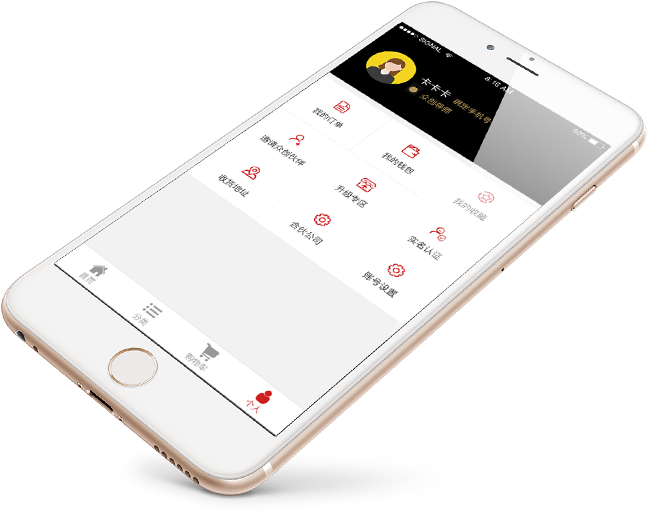 SIGNAL
8:16 AM
60%
卡卡卡
众创导师
绑定手机号
我的订单
我的钱包
我的收藏
邀请众创伙伴
升级专区
实名认证
收货地址
合伙公司
账号设置
首页
分类
购物车
个人